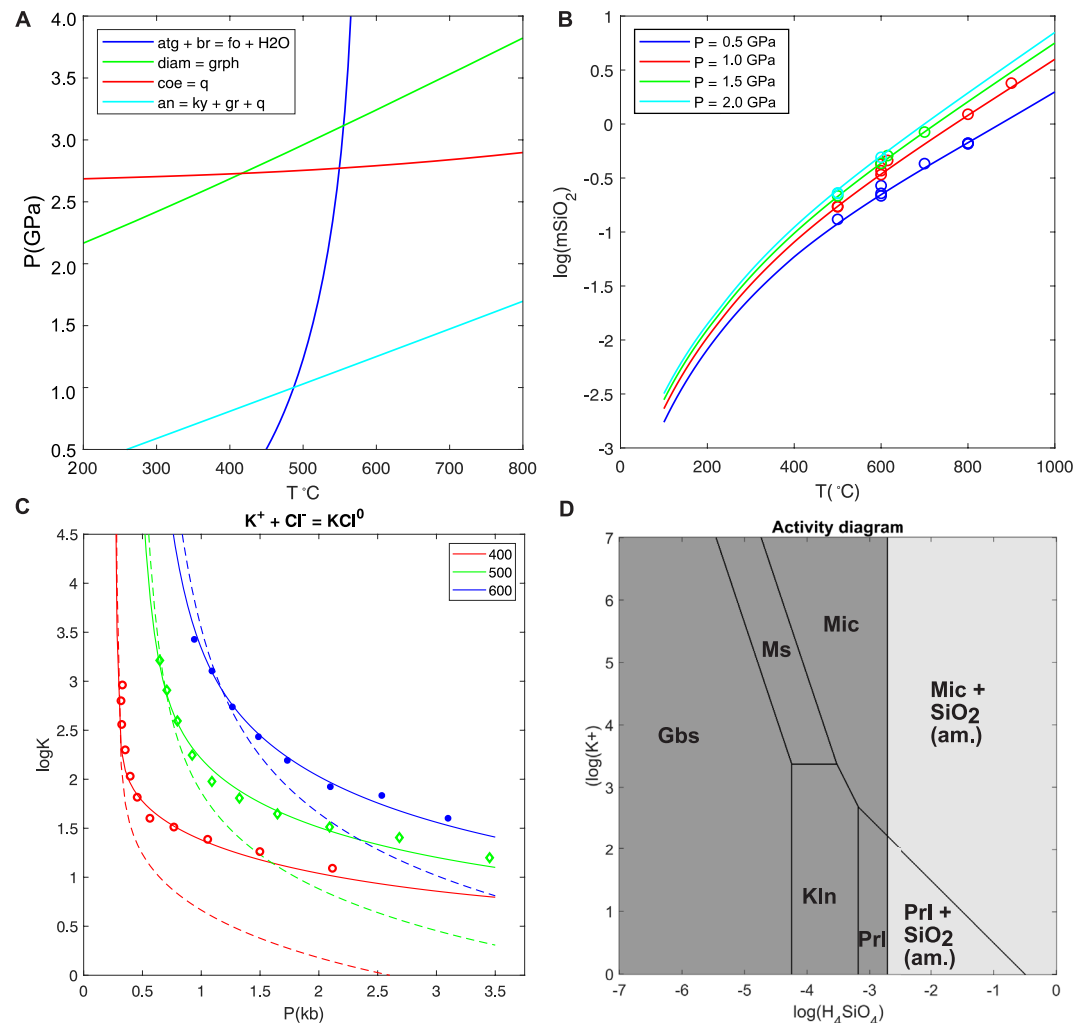 A
4.0
3.5
3.0
2.5
2.0
1.5
1.0
0.5
P(GPa)
atg + br = fo + H2O
diam = grph
coe = q
an = ky + gr + q
200 300 400 500 600 700 800
T °C
B
1
0.5
0
-0.5
-1
-1.5
-2
-2.5
-3
log(mSiO2)
P = 0.5 GPa
P = 1.0 GPa
P = 1.5 GPa
P = 2.0 GPa
0 200 400 600 800 1000
T(°C)
C
K+ + Cl- = KCl0
4.5
4
3.5
3
2.5
2
1.5
1
0.5
0
logK
400
500
600
0 0.5 1.0 1.5 2.0 2.5 3.0 3.5
P(kb)
D
Activity diagram
7
6
5
4
3
2
1
0
(log(K+)
Gbs
Ms
Mic
Mic +
SiO2
(am.)
Kln
Prl
Prl +
SiO2
(am.)
-7 -6 -5 -4 -3 -2 -1 0
log(H4SiO4)